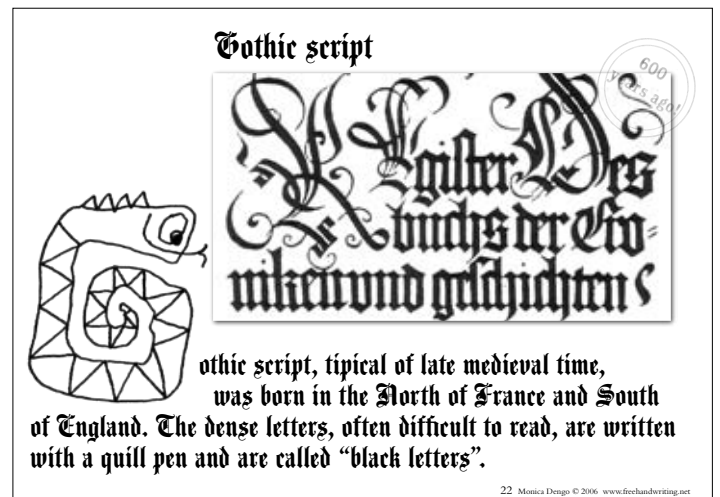 Gothic script
600
years ago!
REgister Des
buchs der Cro-
niken und geschichten
othic script, tipical of late medieval time,
was born in the North of France and South
of England. The dense letters, often difficult to read, are written
with a quill pen and are called “black letters”.
22 Monica Dengo © 2006 www.freehandwriting.net